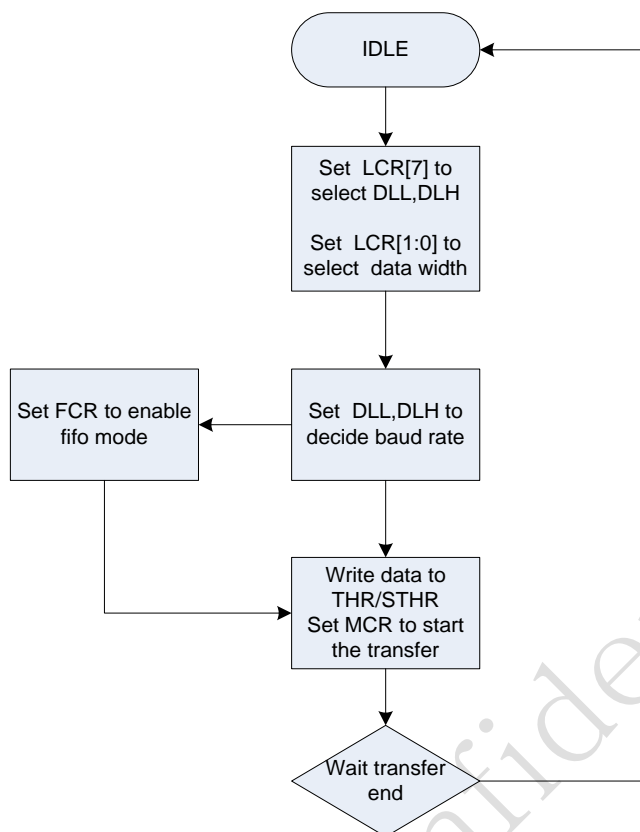 IDLE
Set LCR[7] to
select DLL,DLH
Set LCR[1:0] to
select data width
Set FCR to enable
fifo mode
Set DLL,DLH to
decide baud rate
Write data to
THR/STHR
Set MCR to start
the transfer
Wait transfer
end